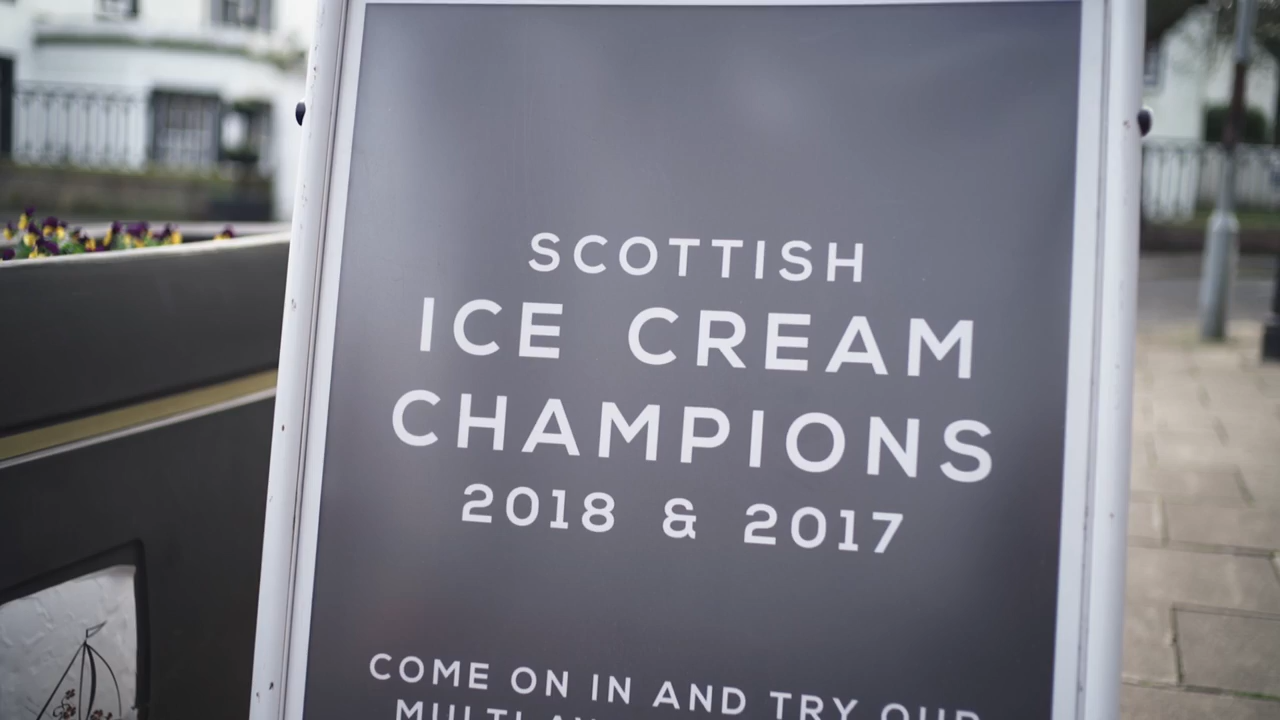 SCOTTISH
ICE CREAM
CHAMPIONS
2018 & 2017
COME ON IN AND TRY OUR